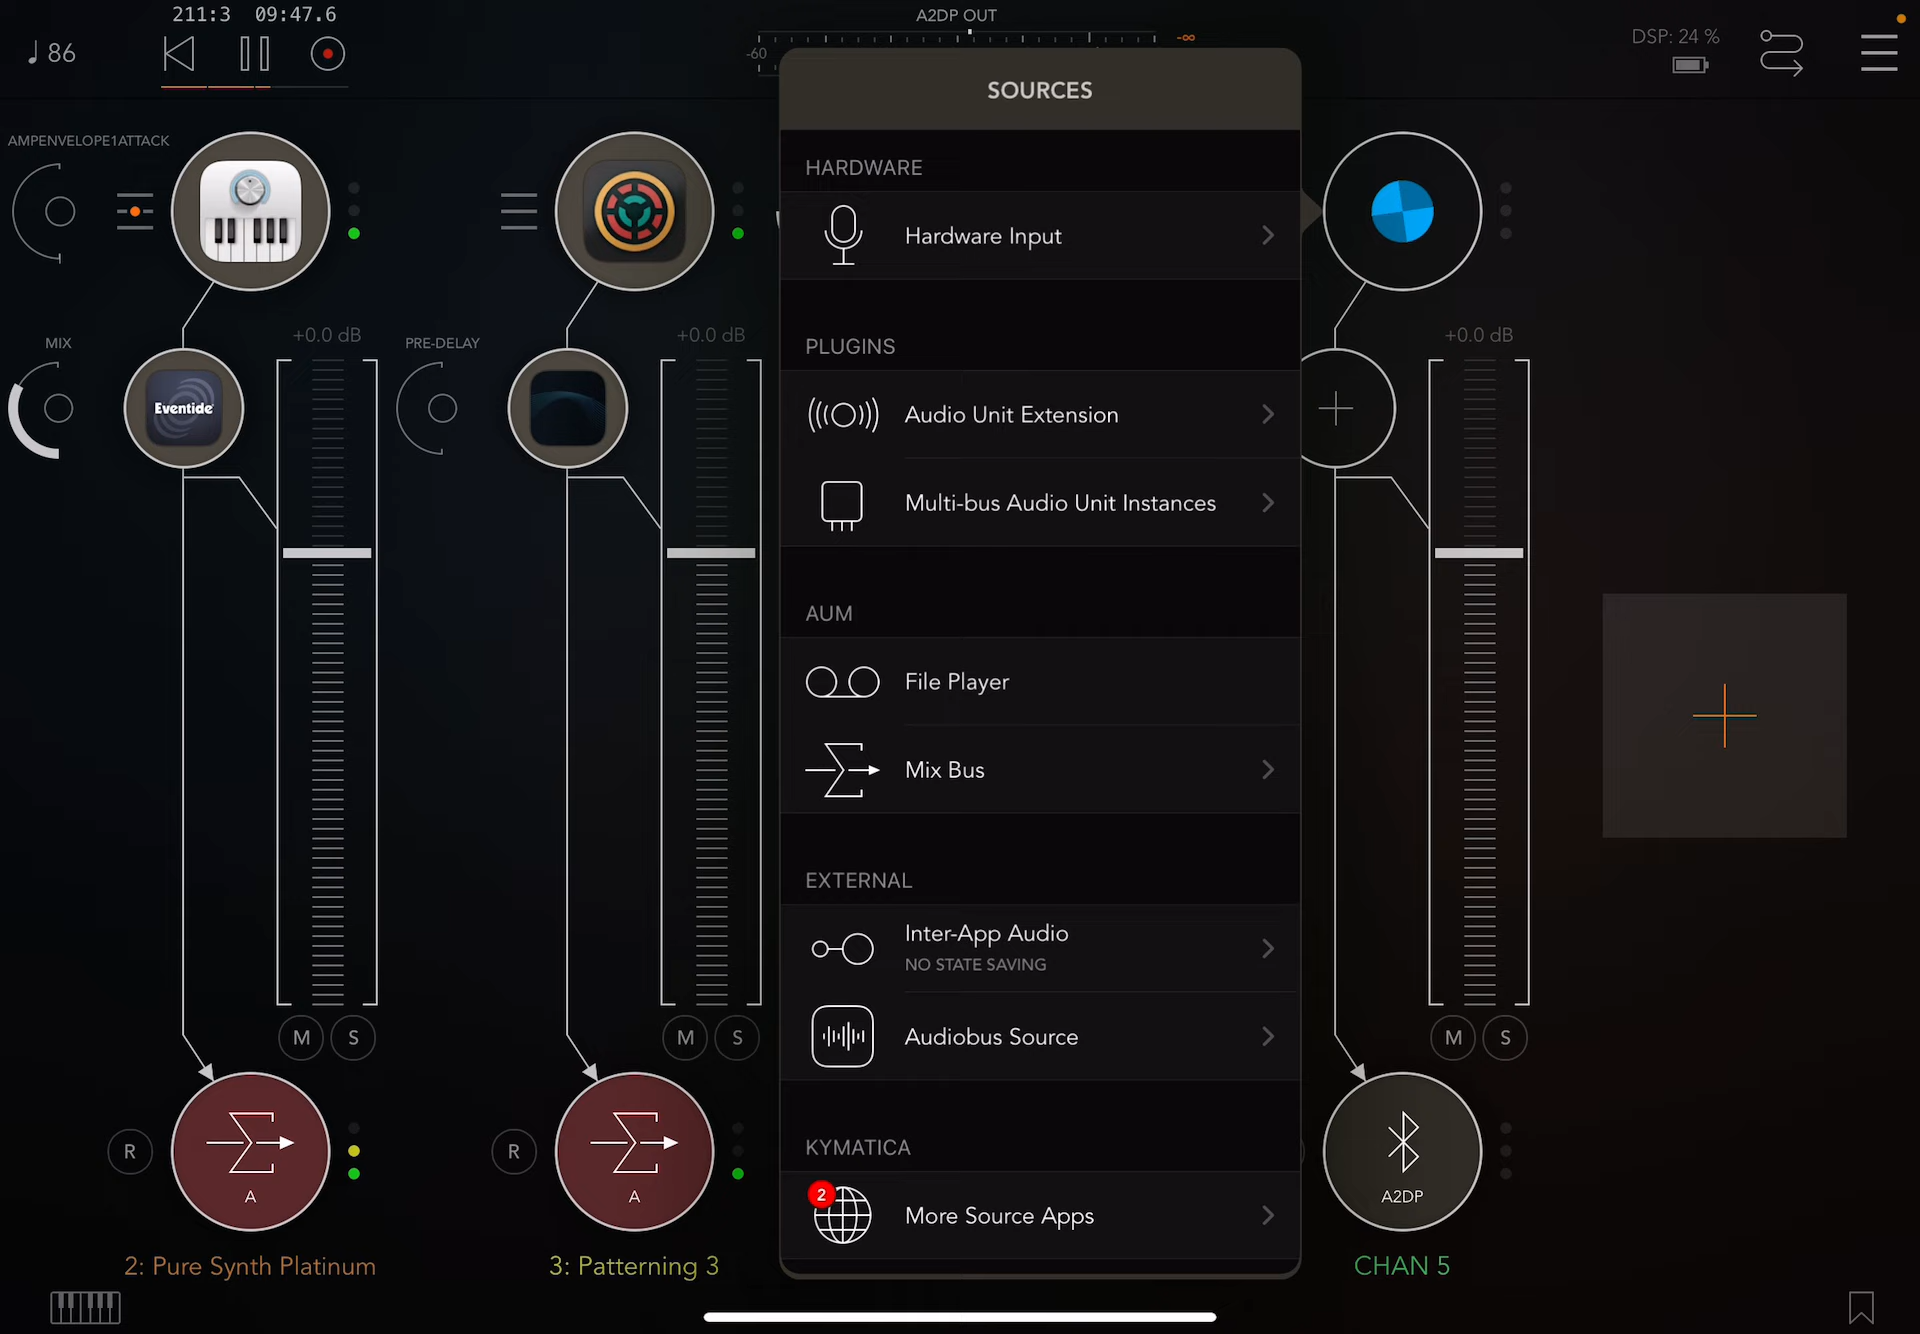 211:3 09:47.6
A2DP OUT
86
-60
-∞
DSP: 24 %
SOURCES
HARDWARE
Hardware Input
PLUGINS
Audio Unit Extension
Multi-bus Audio Unit Instances
AUM
File Player
Mix Bus
EXTERNAL
Inter-App Audio
NO STATE SAVING
Audiobus Source
KYMATICA
2
More Source Apps
AMPENVELOPE1ATTACK
MIX
Eventide
+0.0 dB
M S
R
A
2: Pure Synth Platinum
PRE-DELAY
+0.0 dB
M S
R
A
3: Patterning 3
+0.0 dB
M S
A2DP
CHAN 5